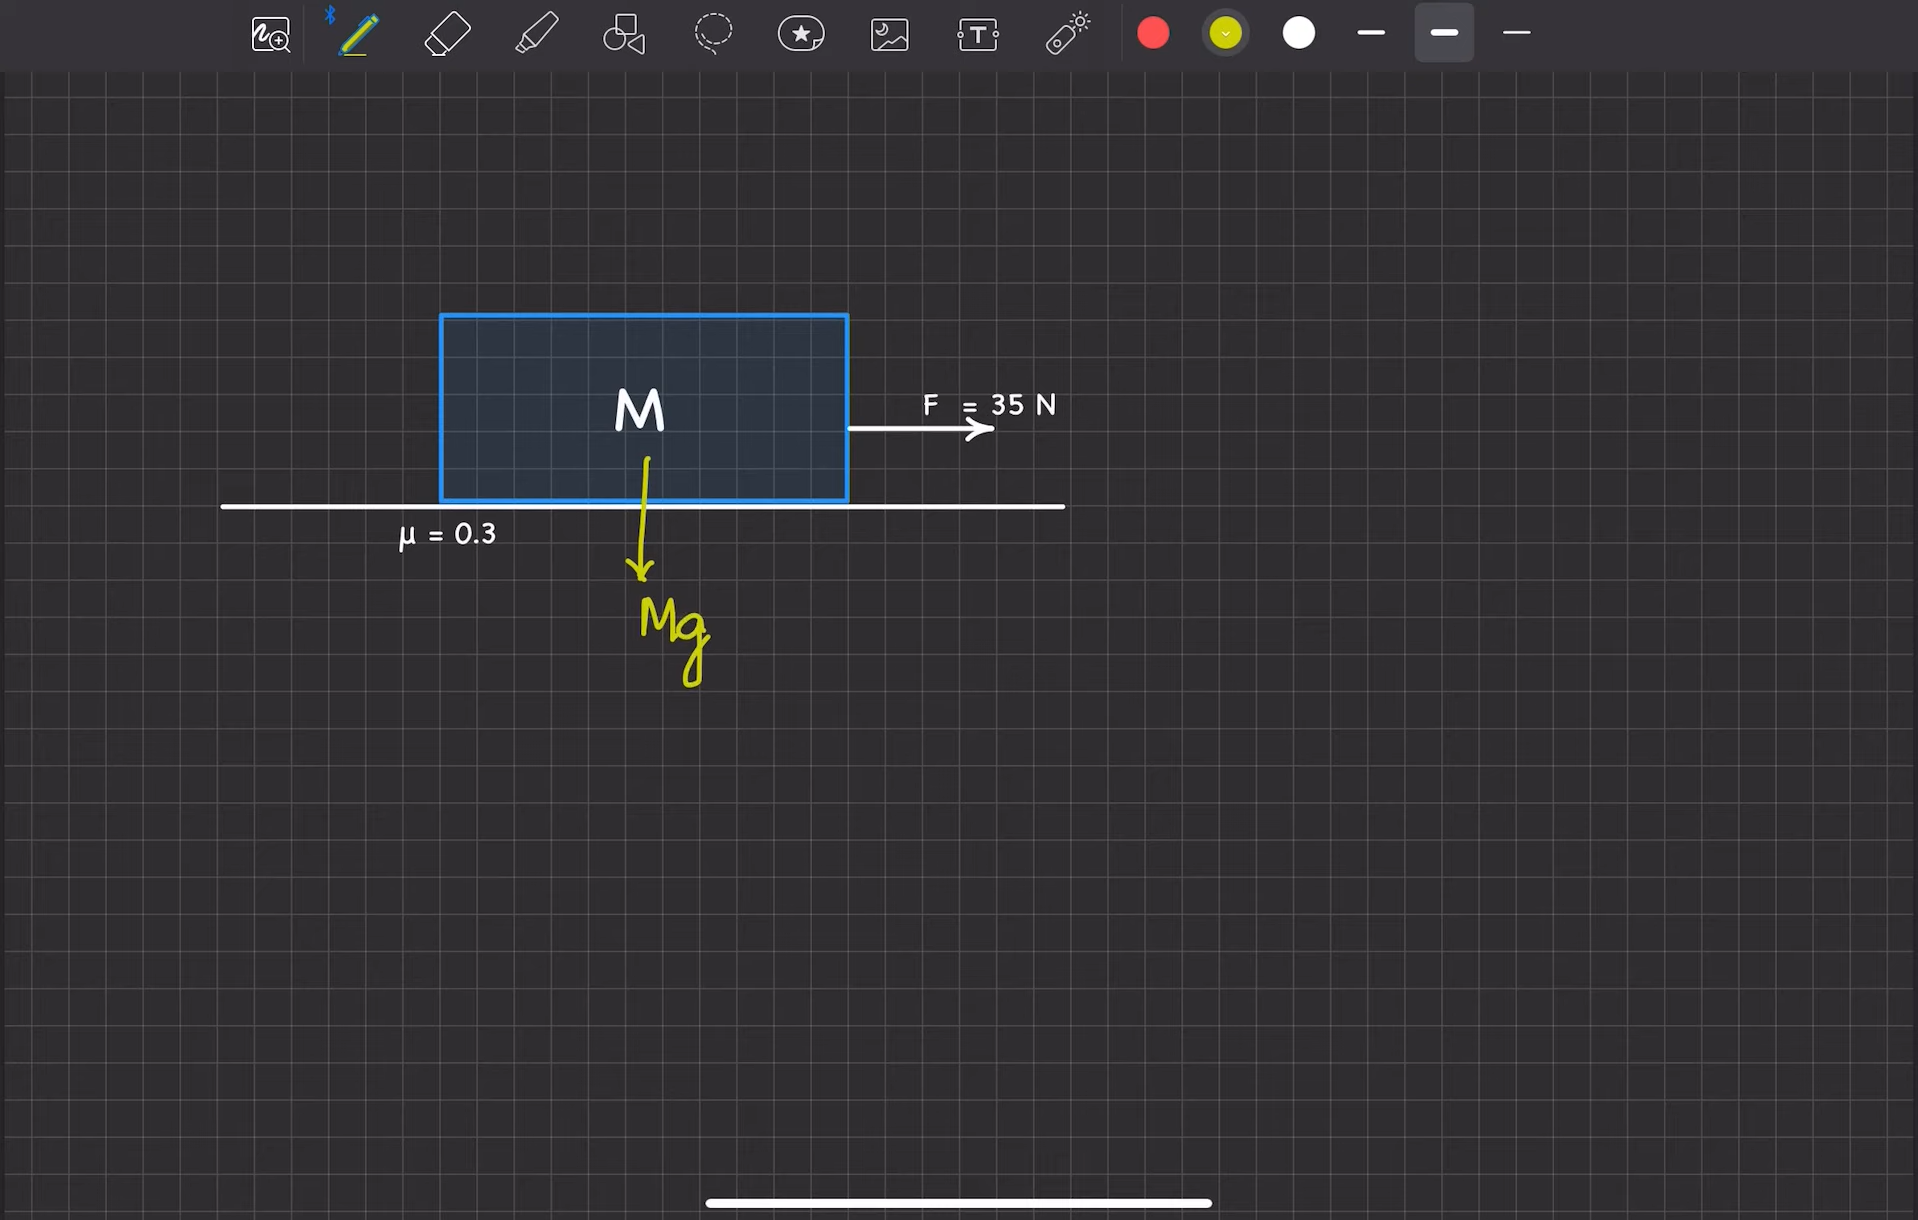 M
F = 35 N
μ = 0.3
Mg